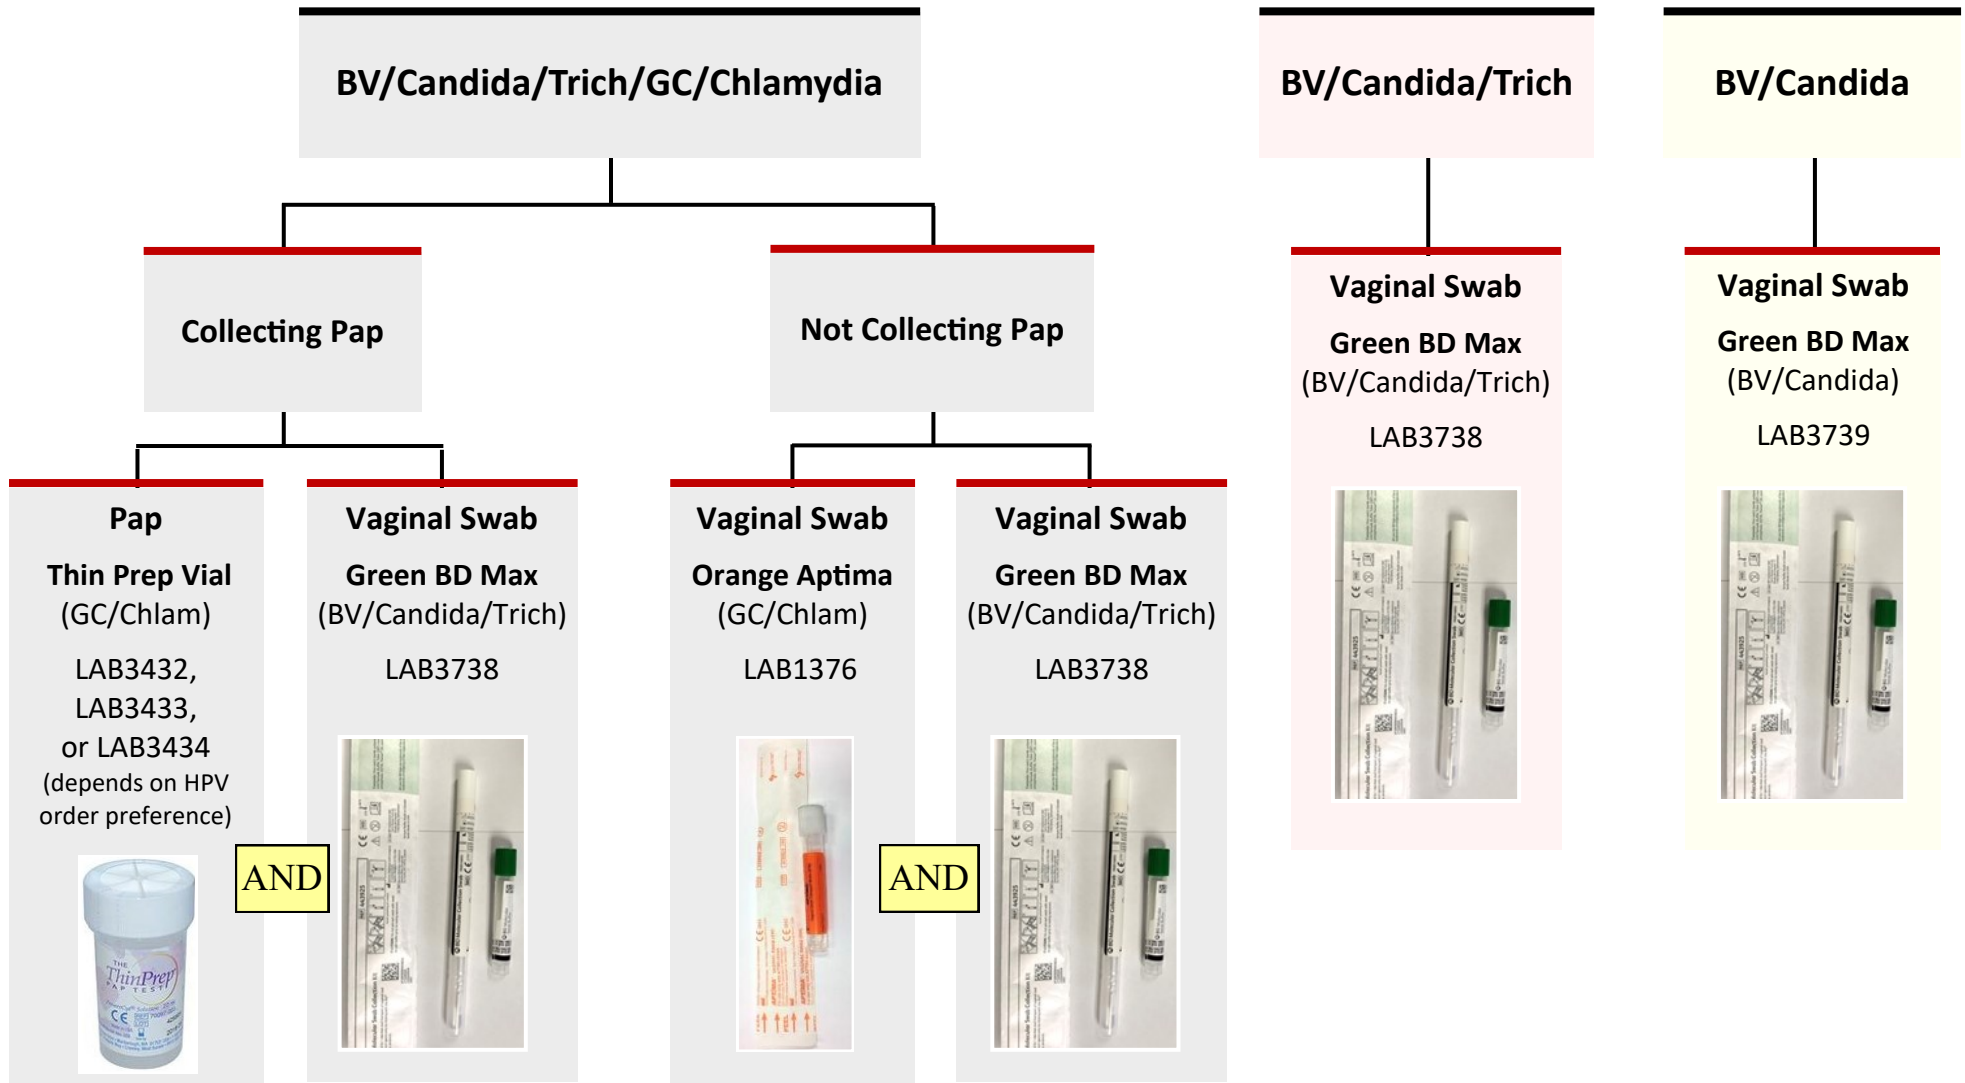 BV/Candida/Trich/GC/Chlamydia
BV/Candida/Trich
BV/Candida
Collecting Pap
Not Collecting Pap
Pap
Thin Prep Vial
(GC/Chlam)
LAB3432,
LAB3433,
or LAB3434
(depends on HPV
order preference)
THE
ThinPrep
PAP TEST
AND
Vaginal Swab
Green BD Max
(BV/Candida/Trich)
LAB3738
Vaginal Swab
Orange Aptima
(GC/Chlam)
LAB1376
AND
Vaginal Swab
Green BD Max
(BV/Candida/Trich)
LAB3738
Vaginal Swab
Green BD Max
(BV/Candida/Trich)
LAB3738
Vaginal Swab
Green BD Max
(BV/Candida)
LAB3739